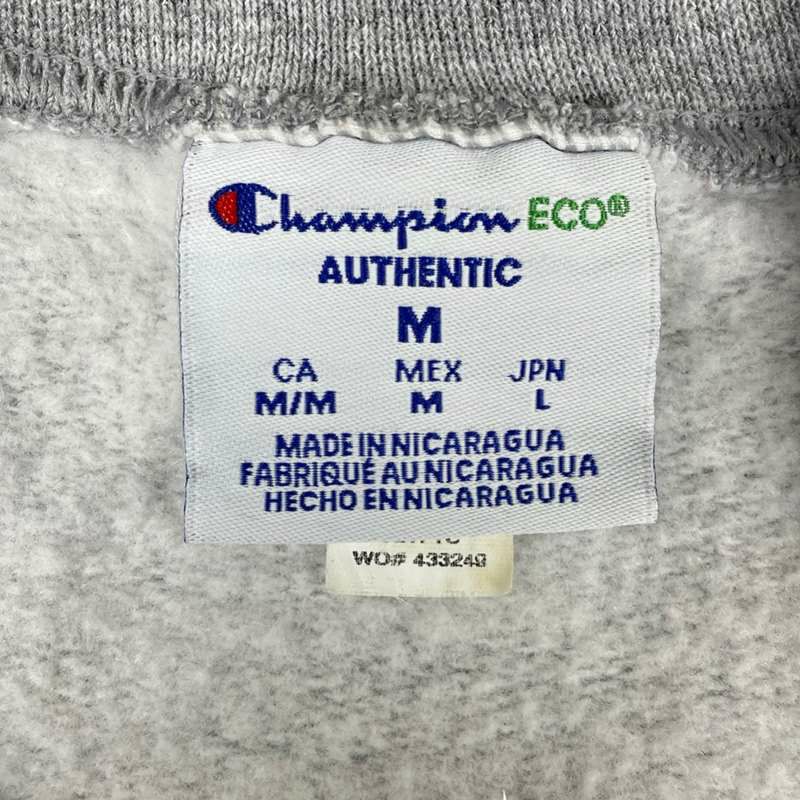 Champion ECO®
AUTHENTIC
M
CA MEX JPN
M/M M L
MADE IN NICARAGUA
FABRIQUÉ AU NICARAGUA
HECHO EN NICARAGUA
WO# 433249